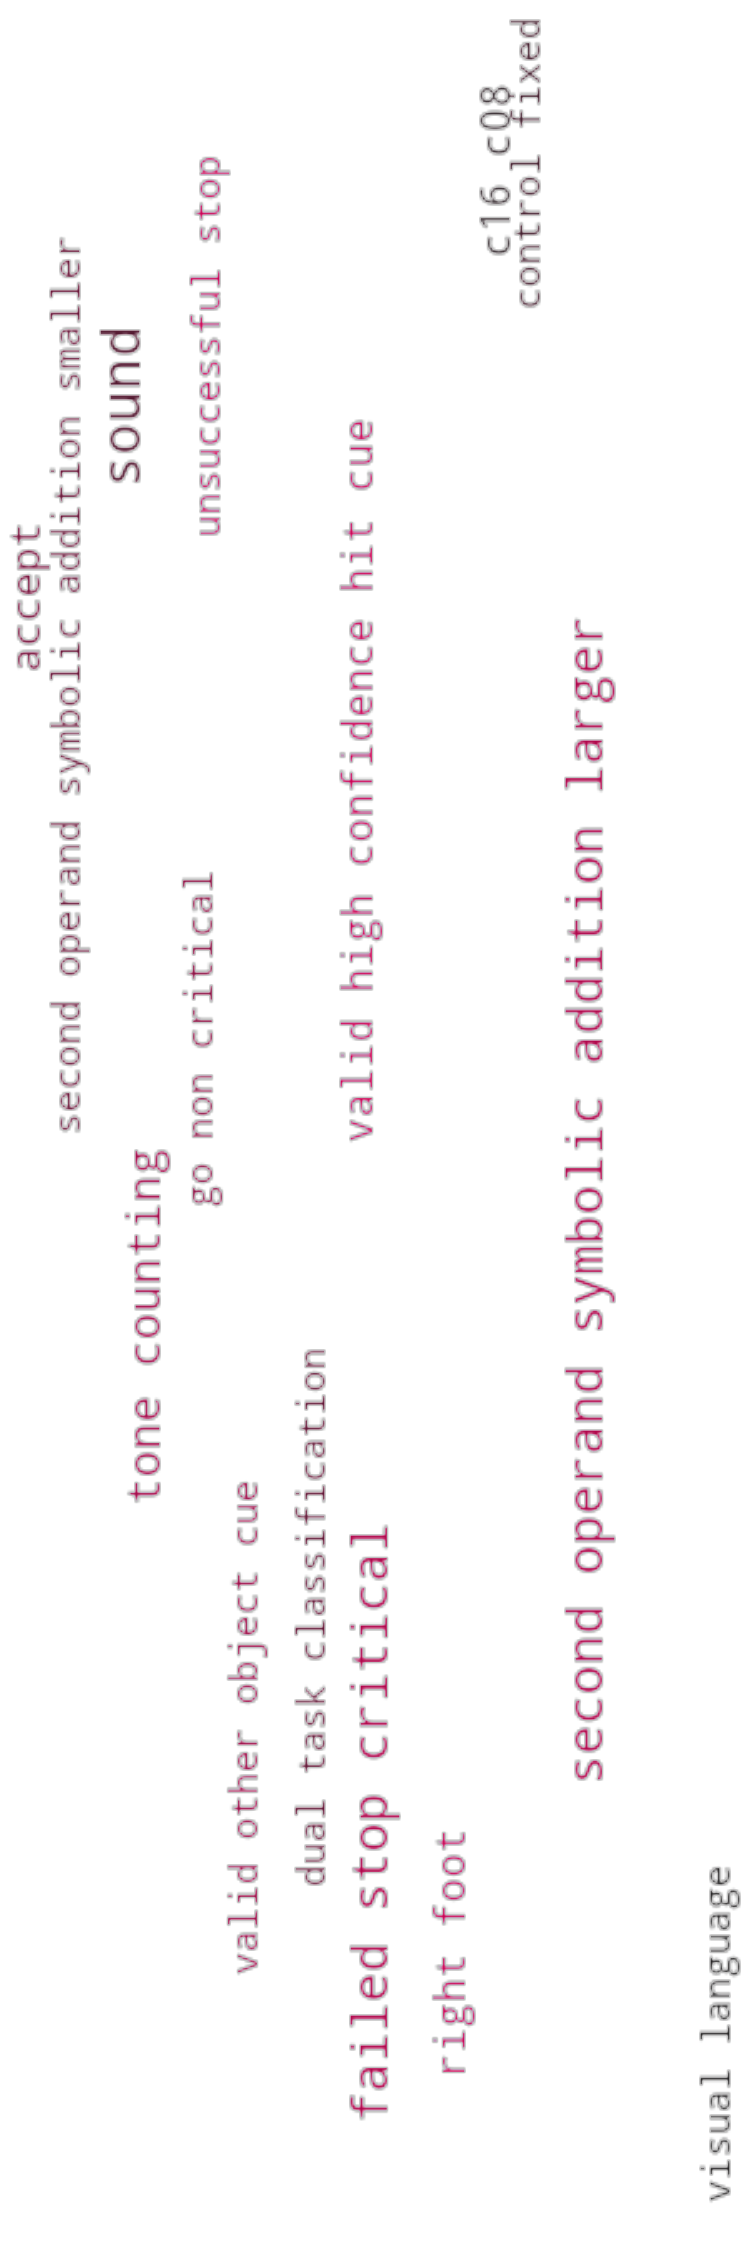 accept
second operand symbolic addition smaller
sound
tone counting
unsuccessful stop
go non critical
valid other object cue
dual task classification
valid high confidence hit cue
failed stop critical
right foot
c16 c08
control fixed
second operand symbolic addition larger
visual language